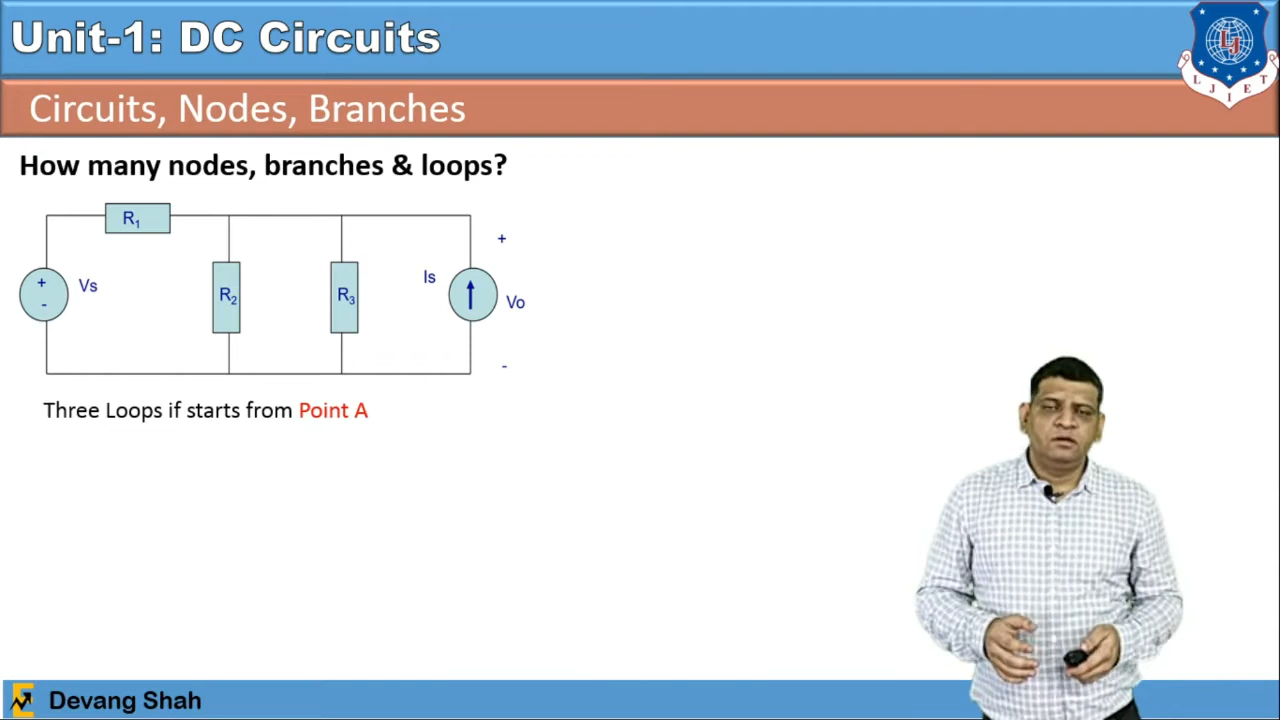 Unit-1: DC Circuits
LJIET
Circuits, Nodes, Branches
How many nodes, branches & loops?
R1
+
-
Vs
R2
R3
Is
+
Vo
-
Three Loops if starts from Point A
Devang Shah